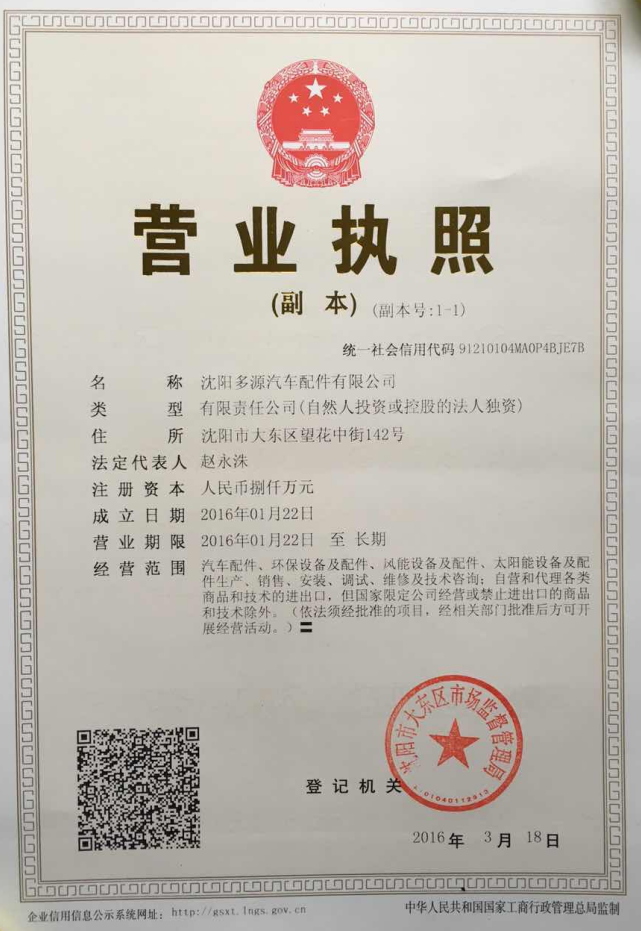 营业执照
(副 本) (副本号:1-1)
统一社会信用代码 91210104MA0P4BJE7B
名 称 沈阳多源汽车配件有限公司
类 型 有限责任公司(自然人投资或控股的法人独资)
住 所 沈阳市大东区望花中街142号
法定代表人 赵永洙
注册资本 人民币捌仟万元
成立日期 2016年01月22日
营业期限 2016年01月22日 至 长期
经营范围 汽车配件、环保设备及配件、风能设备及配件、太阳能设备及配
件生产、销售、安装、调试、维修及技术咨询；自营和代理各类
商品和技术的进出口，但国家限定公司经营或禁止进出口的商品
和技术除外。（依法须经批准的项目，经相关部门批准后方可开
展经营活动。）
沈阳市大东区市场监督管理局
登记机关
2016年 3月 18日
企业信用信息公示系统网址: http://gsxt.lngs.gov.cn
中华人民共和国国家工商行政管理总局监制